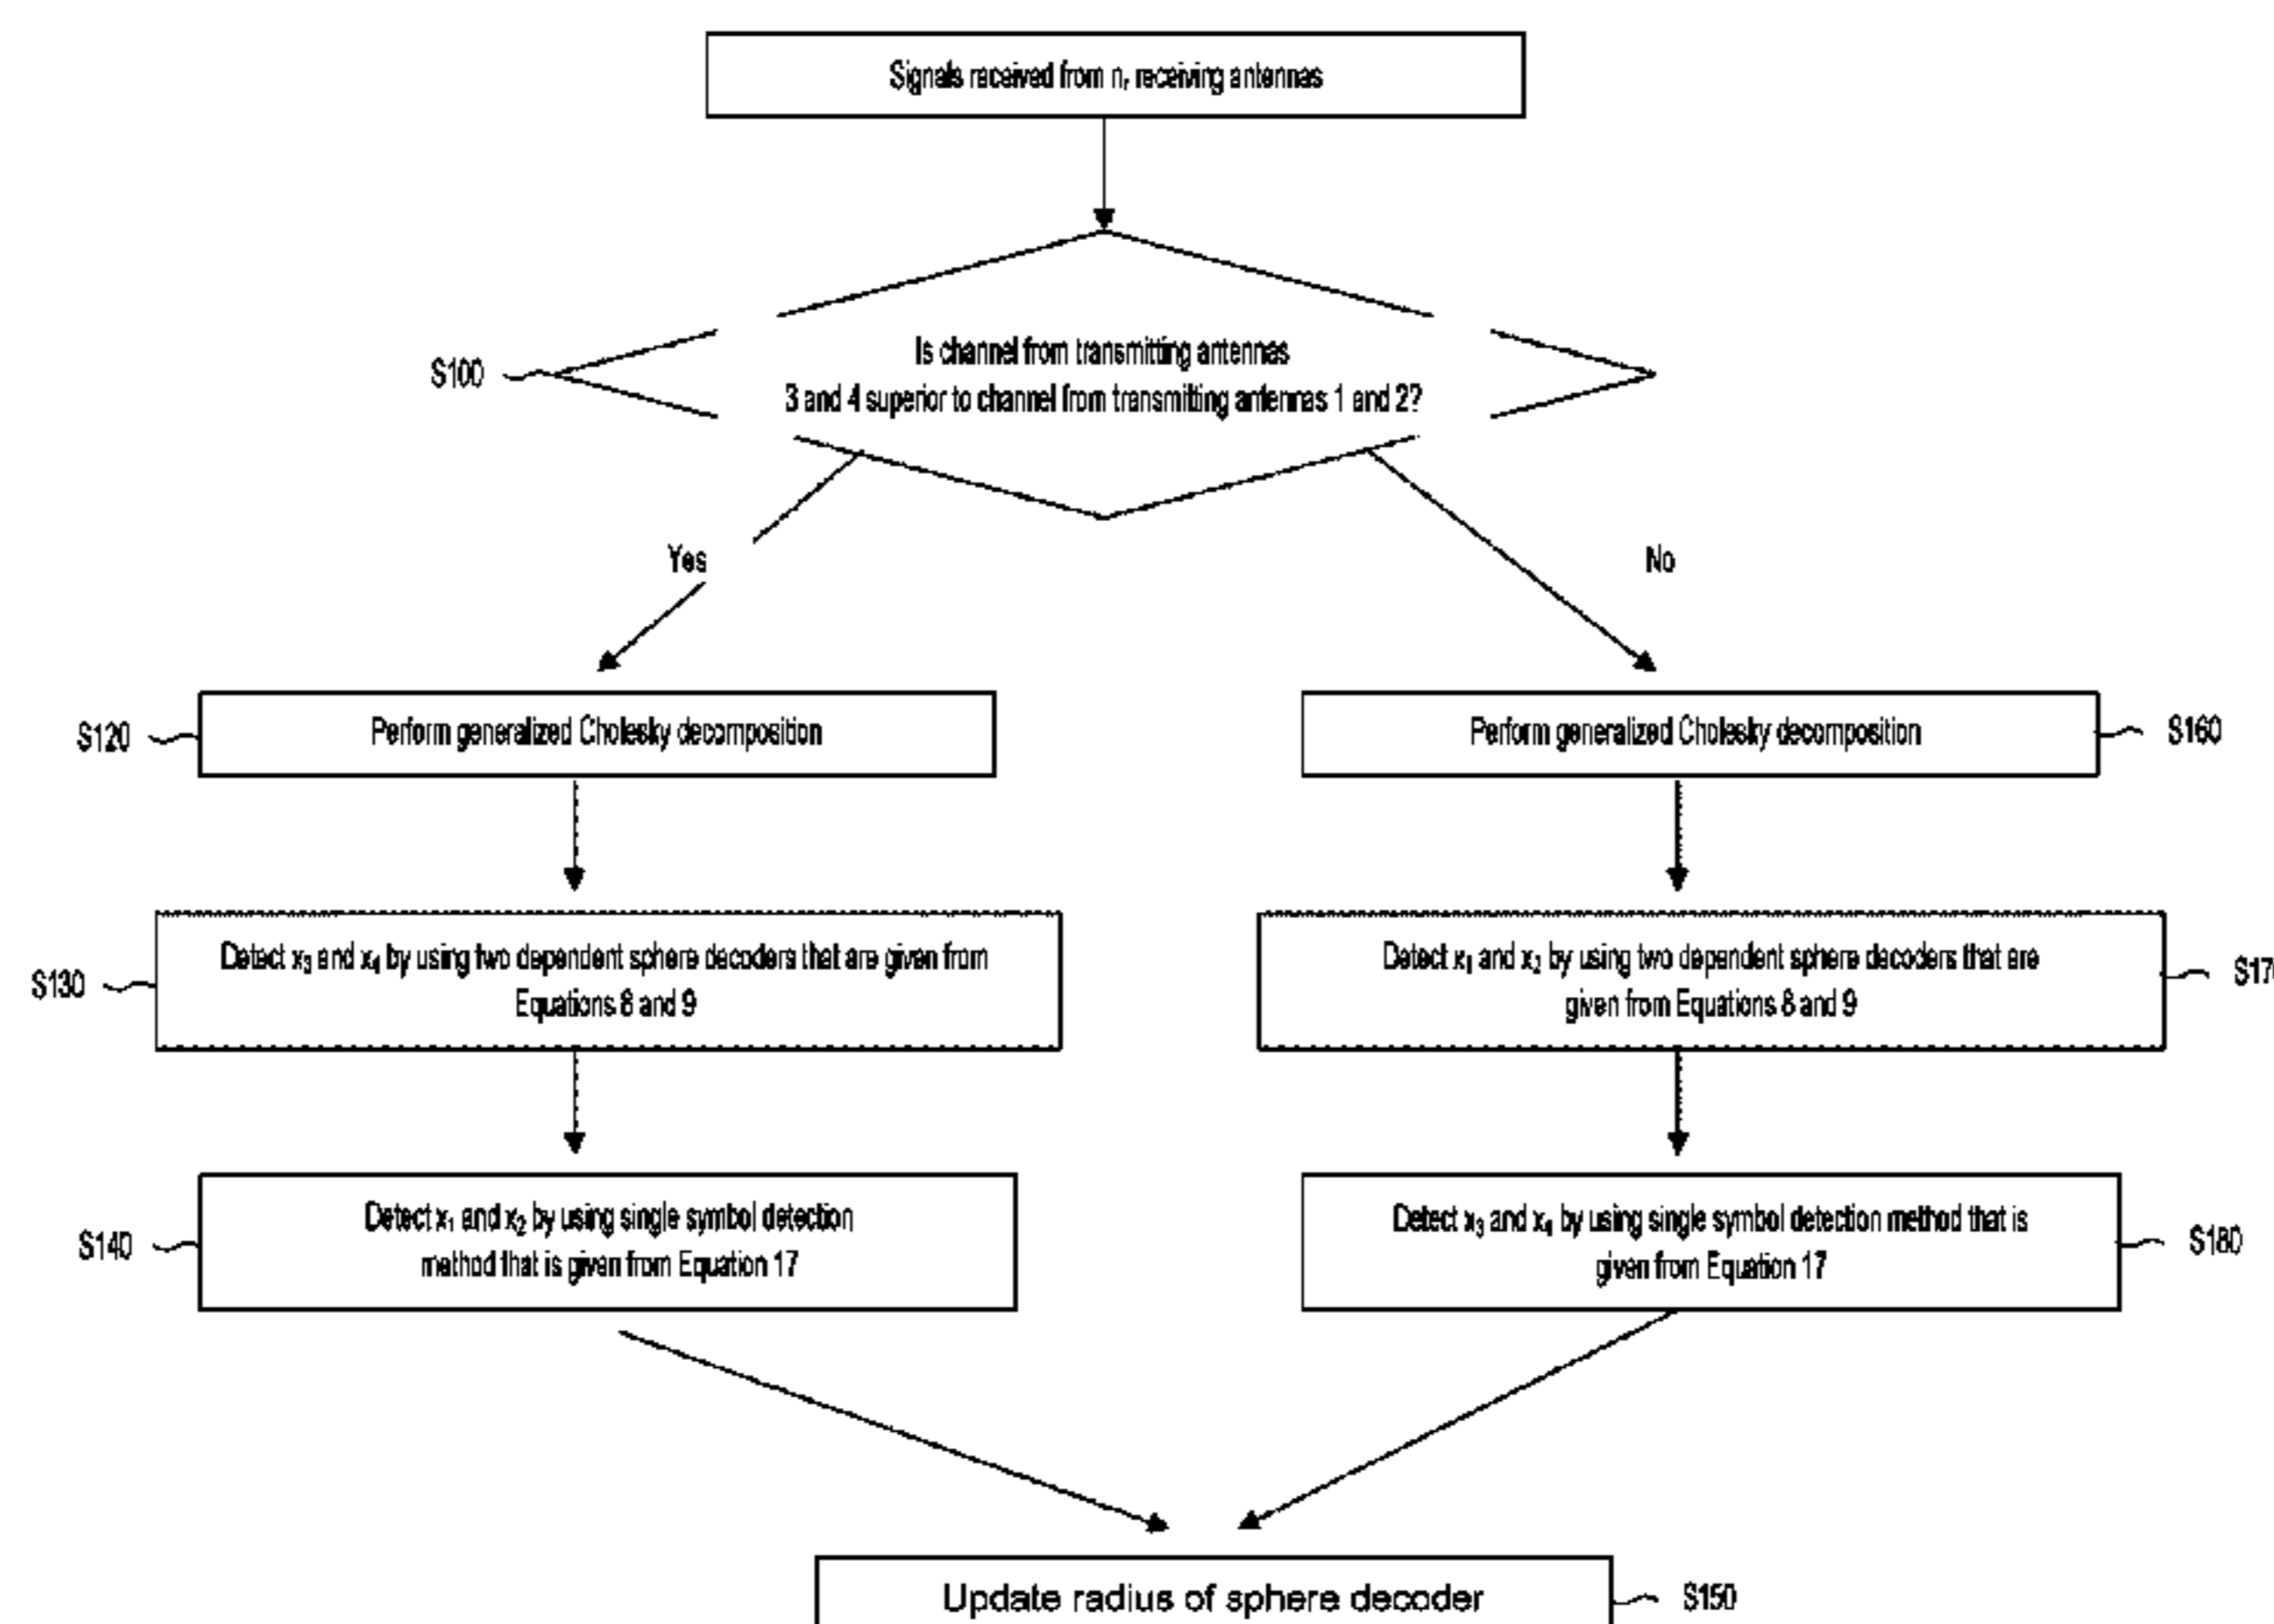 Signals received from nr receiving antennas
S100
Is channel from transmitting antennas
3 and 4 superior to channel from transmitting antennas 1 and 2?
Yes
No
S120
Perform generalized Cholesky decomposition
Perform generalized Cholesky decomposition
S160
S130
Detect x3 and x4 by using two dependent sphere decoders that are given from
Equations 8 and 9
Detect x1 and x2 by using two dependent sphere decoders that are
given from Equations 8 and 9
S170
S140
Detect x1 and x2 by using single symbol detection
method that is given from Equation 17
Detect x3 and x4 by using single symbol detection method that is
given from Equation 17
S180
Update radius of sphere decoder
S150